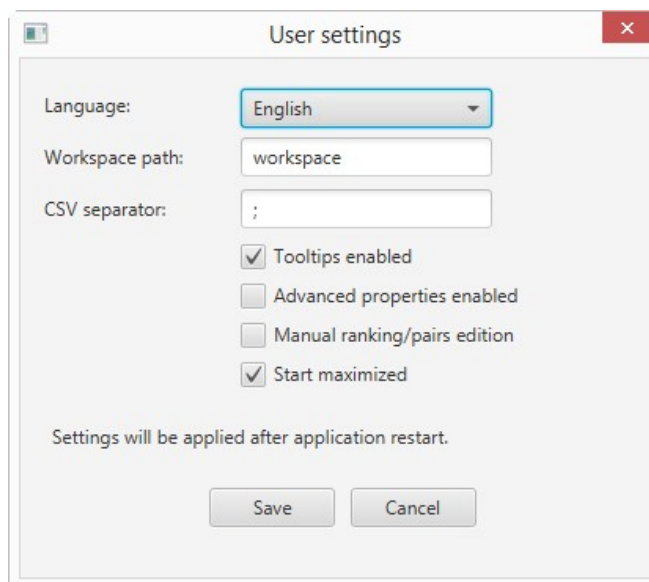 User settings
Language: English
Workspace path: workspace
CSV separator: ;
Tooltips enabled
Advanced properties enabled
Manual ranking/pairs edition
Start maximized
Settings will be applied after application restart.
Save Cancel